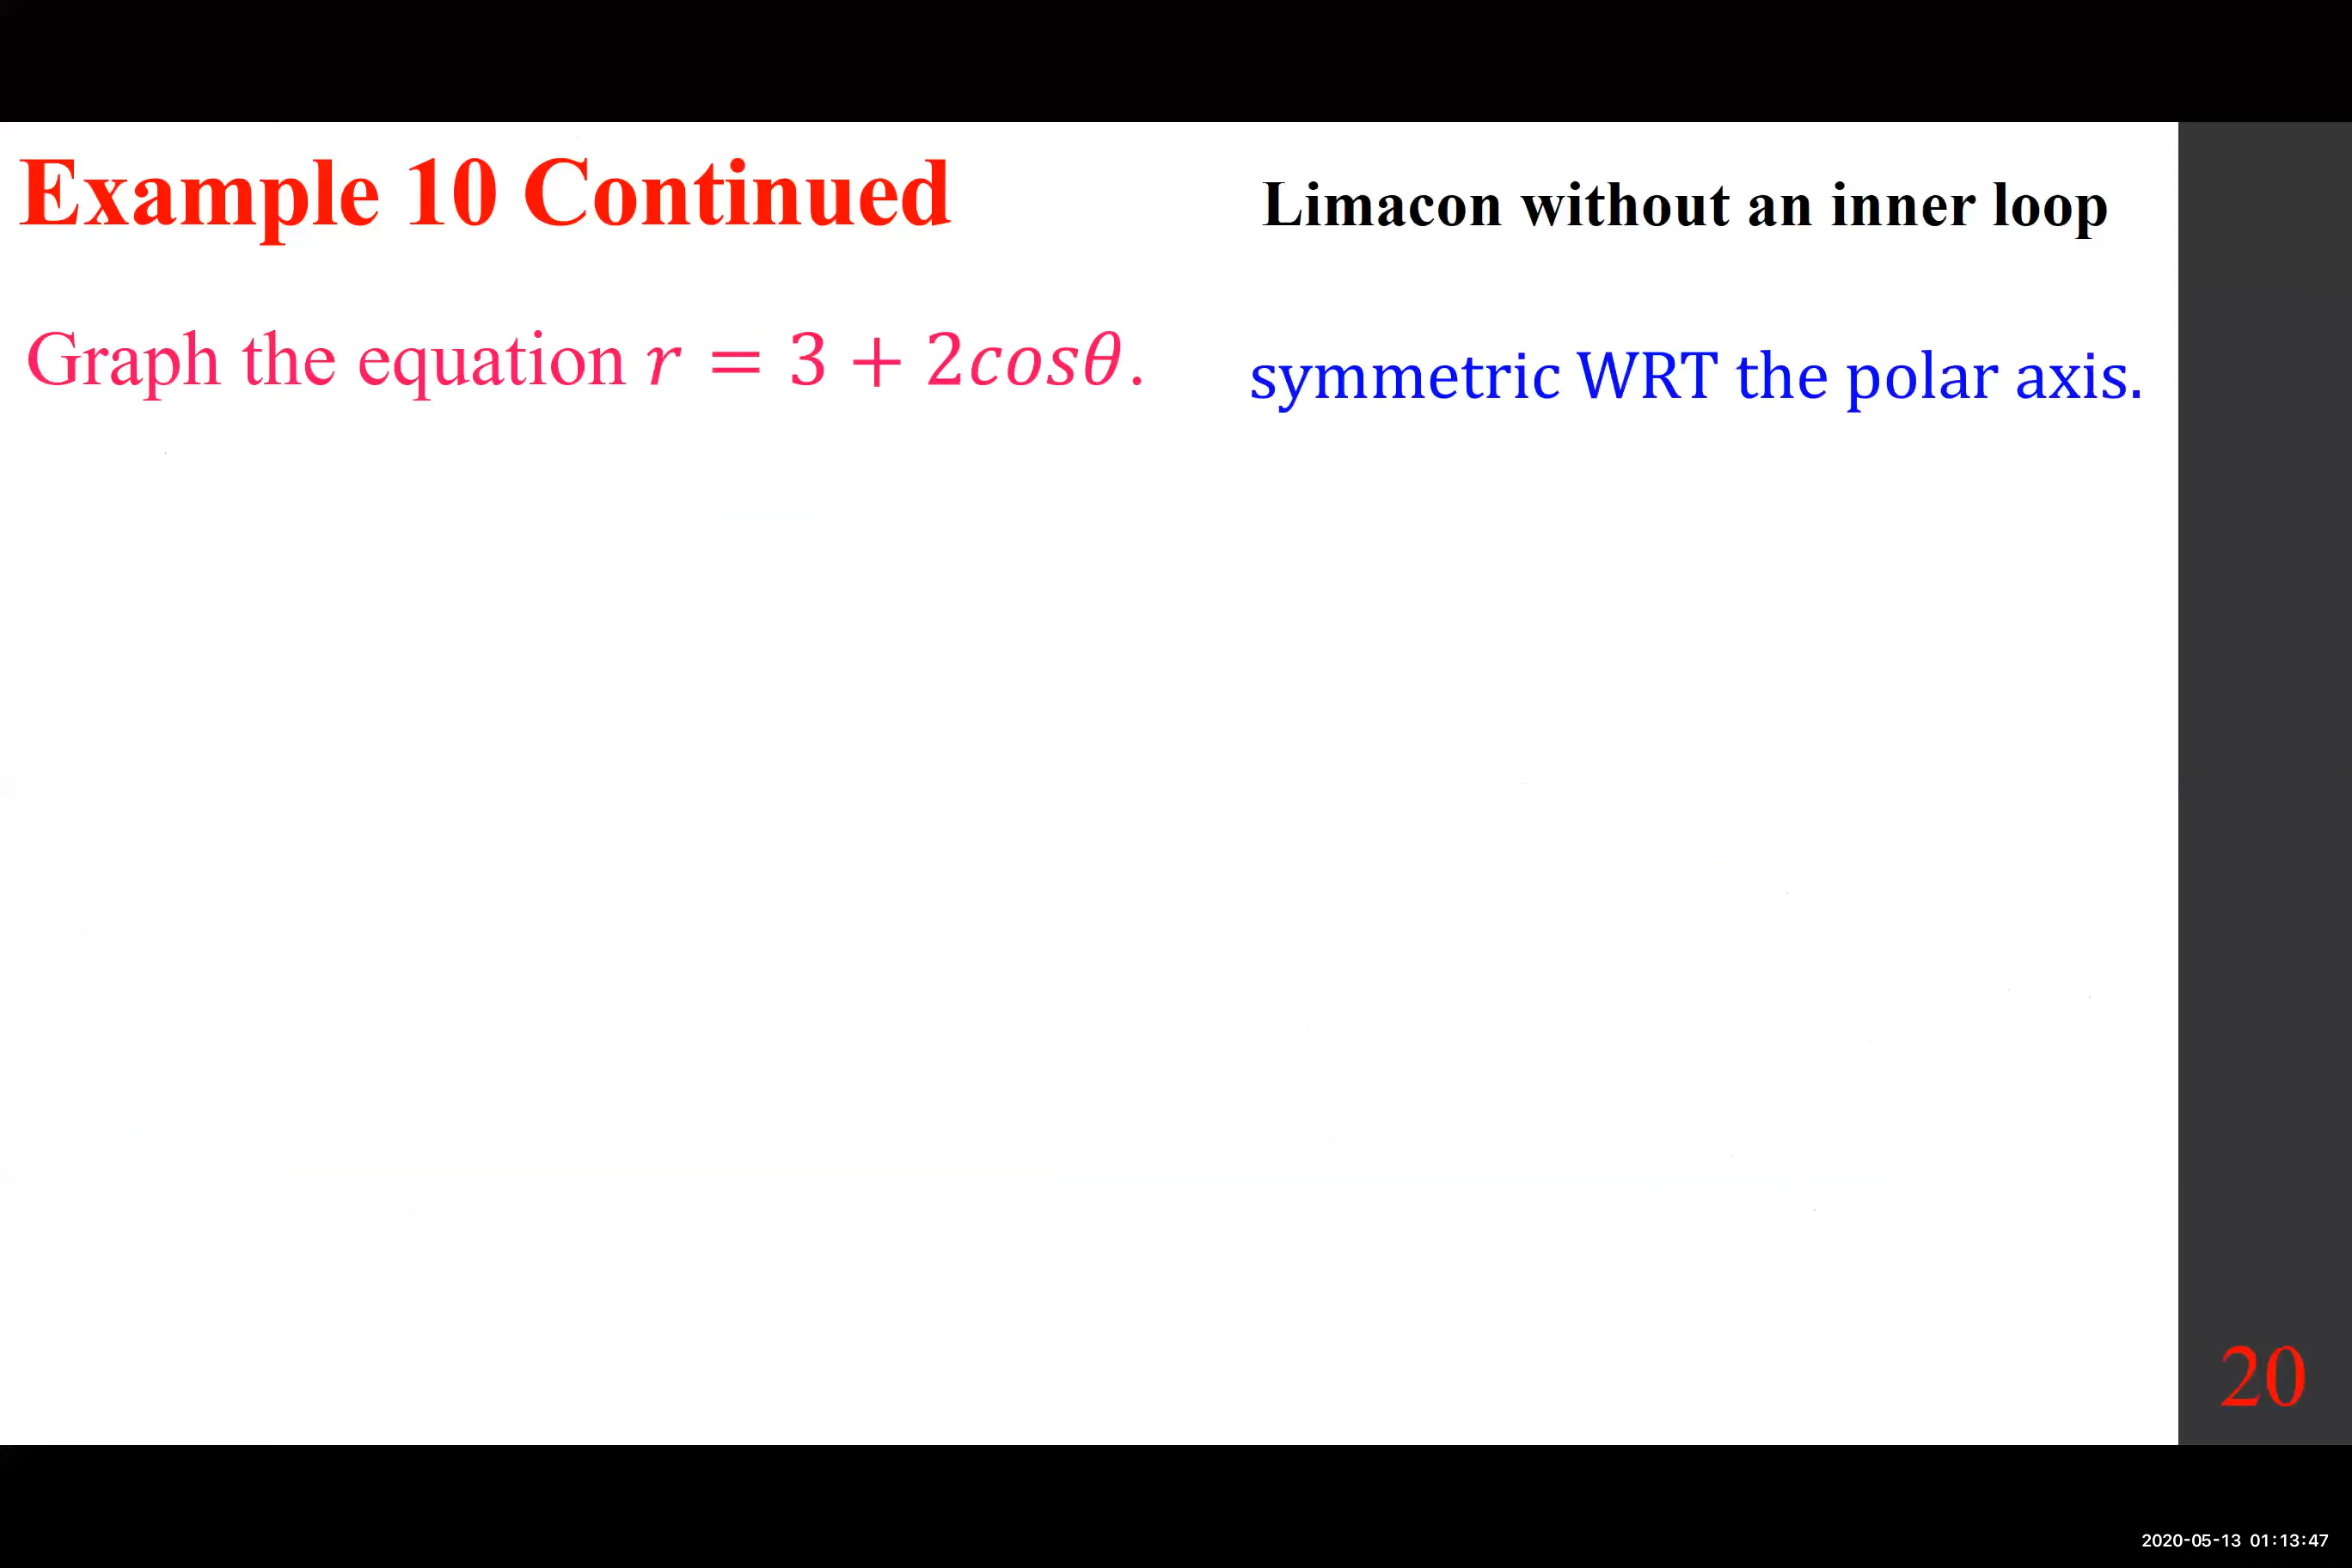 Example 10 Continued
Limacon without an inner loop
Graph the equation r = 3 + 2cosθ.
symmetric WRT the polar axis.
20
2020-05-13 01:13:47